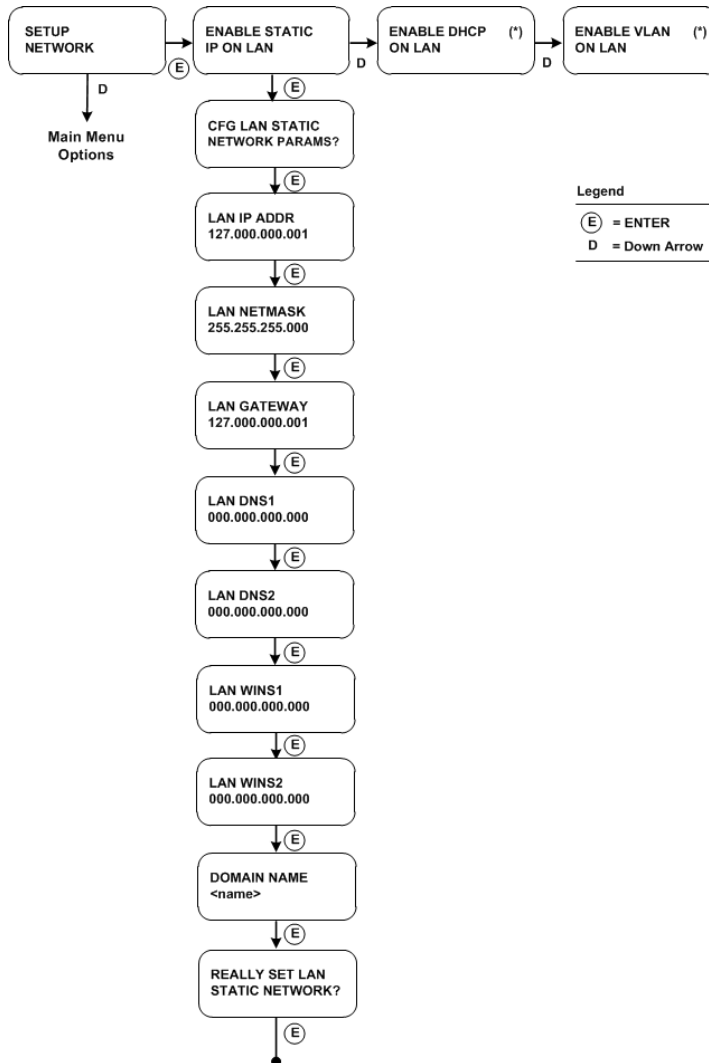 SETUP
NETWORK
E
ENABLE STATIC
IP ON LAN
D
ENABLE DHCP (*)
ON LAN
D
ENABLE VLAN (*)
ON LAN
D
Main Menu
Options
E
CFG LAN STATIC
NETWORK PARAMS?
E
LAN IP ADDR
127.000.000.001
E
LAN NETMASK
255.255.255.000
E
LAN GATEWAY
127.000.000.001
E
LAN DNS1
000.000.000.000
E
LAN DNS2
000.000.000.000
E
LAN WINS1
000.000.000.000
E
LAN WINS2
000.000.000.000
E
DOMAIN NAME
<name>
E
REALLY SET LAN
STATIC NETWORK?
E
Legend
E = ENTER
D = Down Arrow